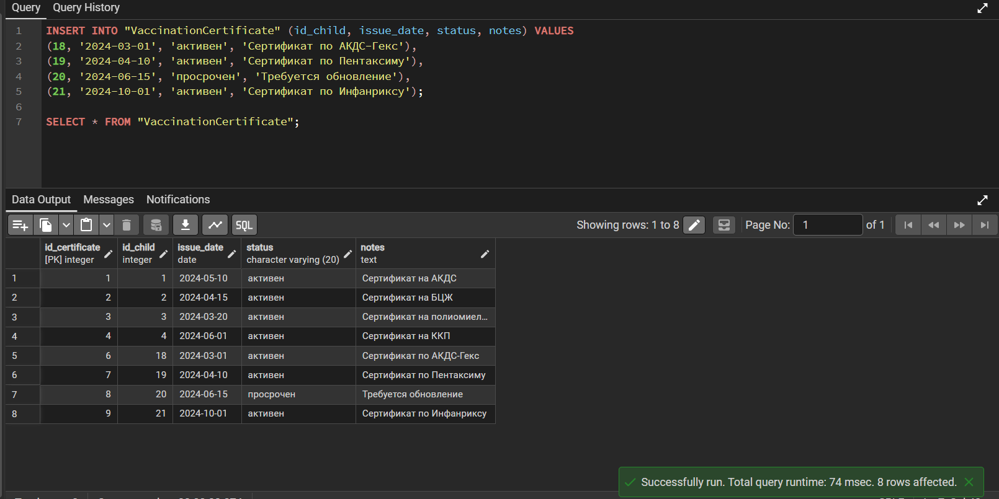 Query Query History
1 INSERT INTO "VaccinationCertificate" (id_child, issue_date, status, notes) VALUES
2 (18, '2024-03-01', 'активен', 'Сертификат по АКДС-Гекс'),
3 (19, '2024-04-10', 'активен', 'Сертификат по Пентаксиму'),
4 (20, '2024-06-15', 'просрочен', 'Требуется обновление'),
5 (21, '2024-10-01', 'активен', 'Сертификат по Инфанриксу');
6
7 SELECT * FROM "VaccinationCertificate";
Data Output Messages Notifications
SQL Showing rows: 1 to 8 Page No: 1 of 1
id_certificate id_child issue_date status notes
[PK] integer integer date character varying (20) text
1 1 1 2024-05-10 активен Сертификат на АКДС
2 2 2 2024-04-15 активен Сертификат на БЦЖ
3 3 3 2024-03-20 активен Сертификат на полиомиел...
4 4 4 2024-06-01 активен Сертификат на ККП
5 6 18 2024-03-01 активен Сертификат по АКДС-Гекс
6 7 19 2024-04-10 активен Сертификат по Пентаксиму
7 8 20 2024-06-15 просрочен Требуется обновление
8 9 21 2024-10-01 активен Сертификат по Инфанриксу
Successfully run. Total query runtime: 74 msec. 8 rows affected.